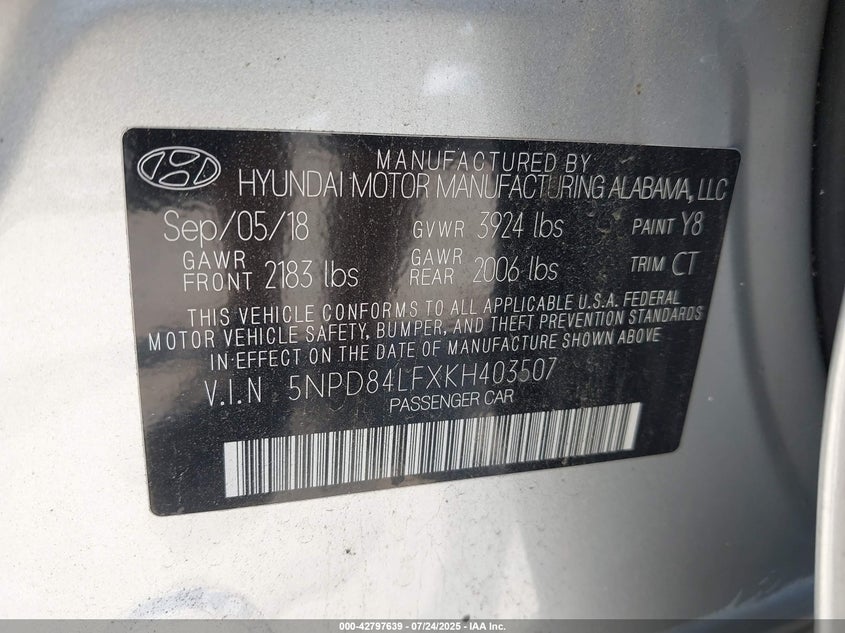 MANUFACTURED BY
HYUNDAI MOTOR MANUFACTURING ALABAMA, LLC
Sep/05/18 GVWR 3924 lbs PAINT Y8
GAWR FRONT 2183 lbs GAWR REAR 2006 lbs TRIM CT
THIS VEHICLE CONFORMS TO ALL APPLICABLE U.S.A. FEDERAL
MOTOR VEHICLE SAFETY, BUMPER, AND THEFT PREVENTION STANDARDS
IN EFFECT ON THE DATE OF MANUFACTURE SHOWN ABOVE
V.I.N 5NPD84LFXKH403507
PASSENGER CAR
000-42797639 - 07/24/2025 - IAA Inc.